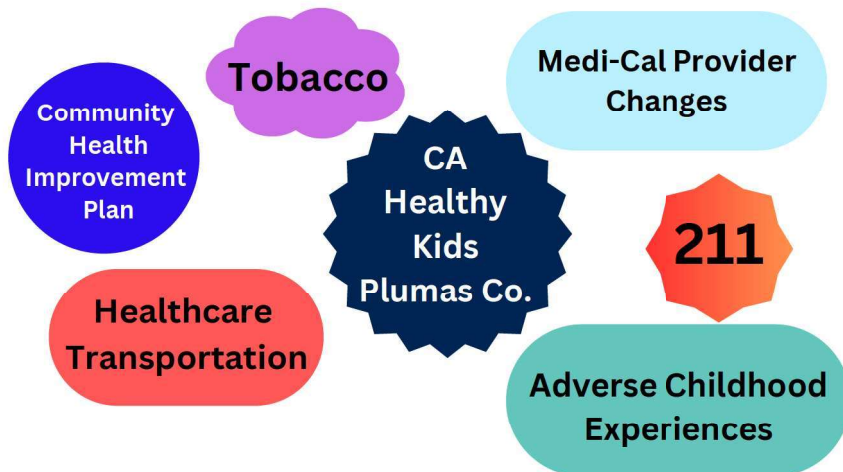 Tobacco
Medi-Cal Provider
Changes
Community
Health
Improvement
Plan
CA
Healthy
Kids
Plumas Co.
211
Healthcare
Transportation
Adverse Childhood
Experiences